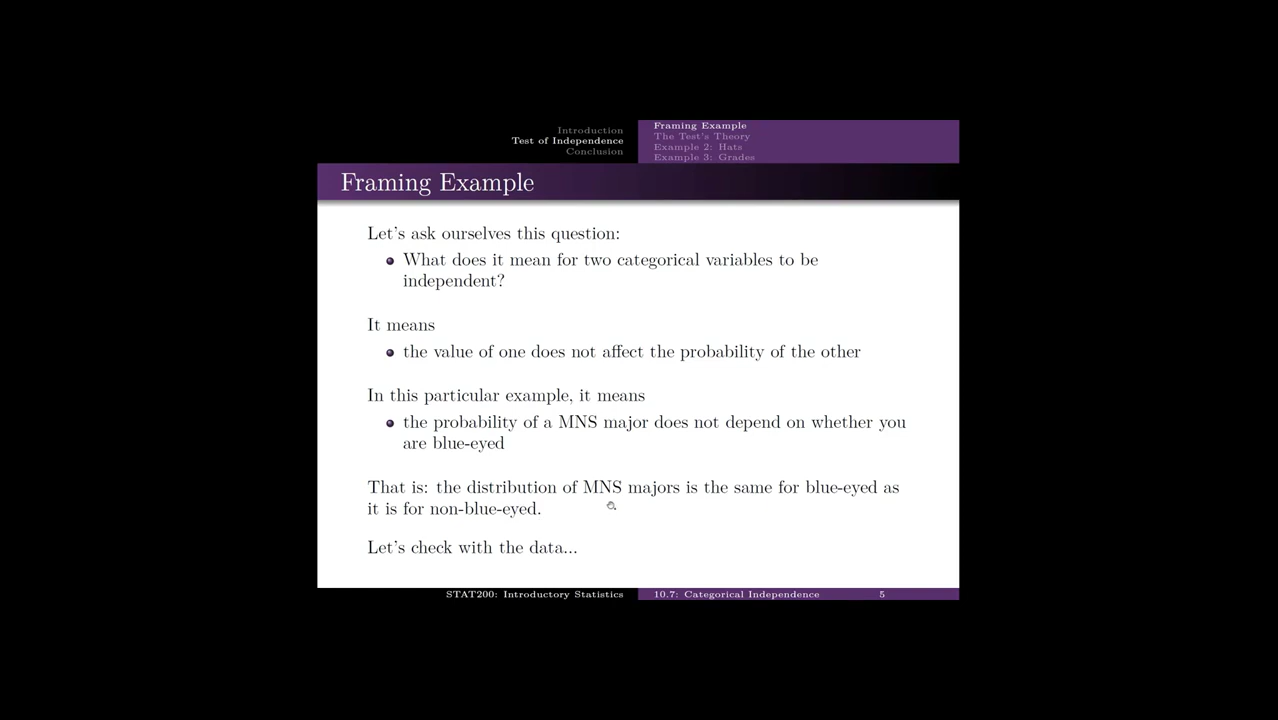 Introduction
Test of Independence
Conclusion
Framing Example
The Test's Theory
Example 2: Hats
Example 3: Grades
Framing Example
Let's ask ourselves this question:
What does it mean for two categorical variables to be
independent?
It means
the value of one does not affect the probability of the other
In this particular example, it means
the probability of a MNS major does not depend on whether you
are blue-eyed
That is: the distribution of MNS majors is the same for blue-eyed as
it is for non-blue-eyed.
Let's check with the data...
STAT200: Introductory Statistics
10.7: Categorical Independence
5